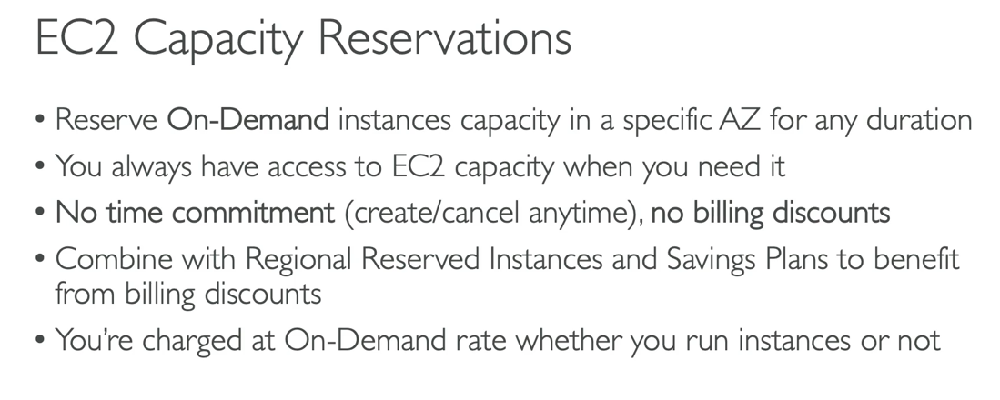 EC2 Capacity Reservations
• Reserve On-Demand instances capacity in a specific AZ for any duration
• You always have access to EC2 capacity when you need it
• No time commitment (create/cancel anytime), no billing discounts
• Combine with Regional Reserved Instances and Savings Plans to benefit
from billing discounts
• You’re charged at On-Demand rate whether you run instances or not